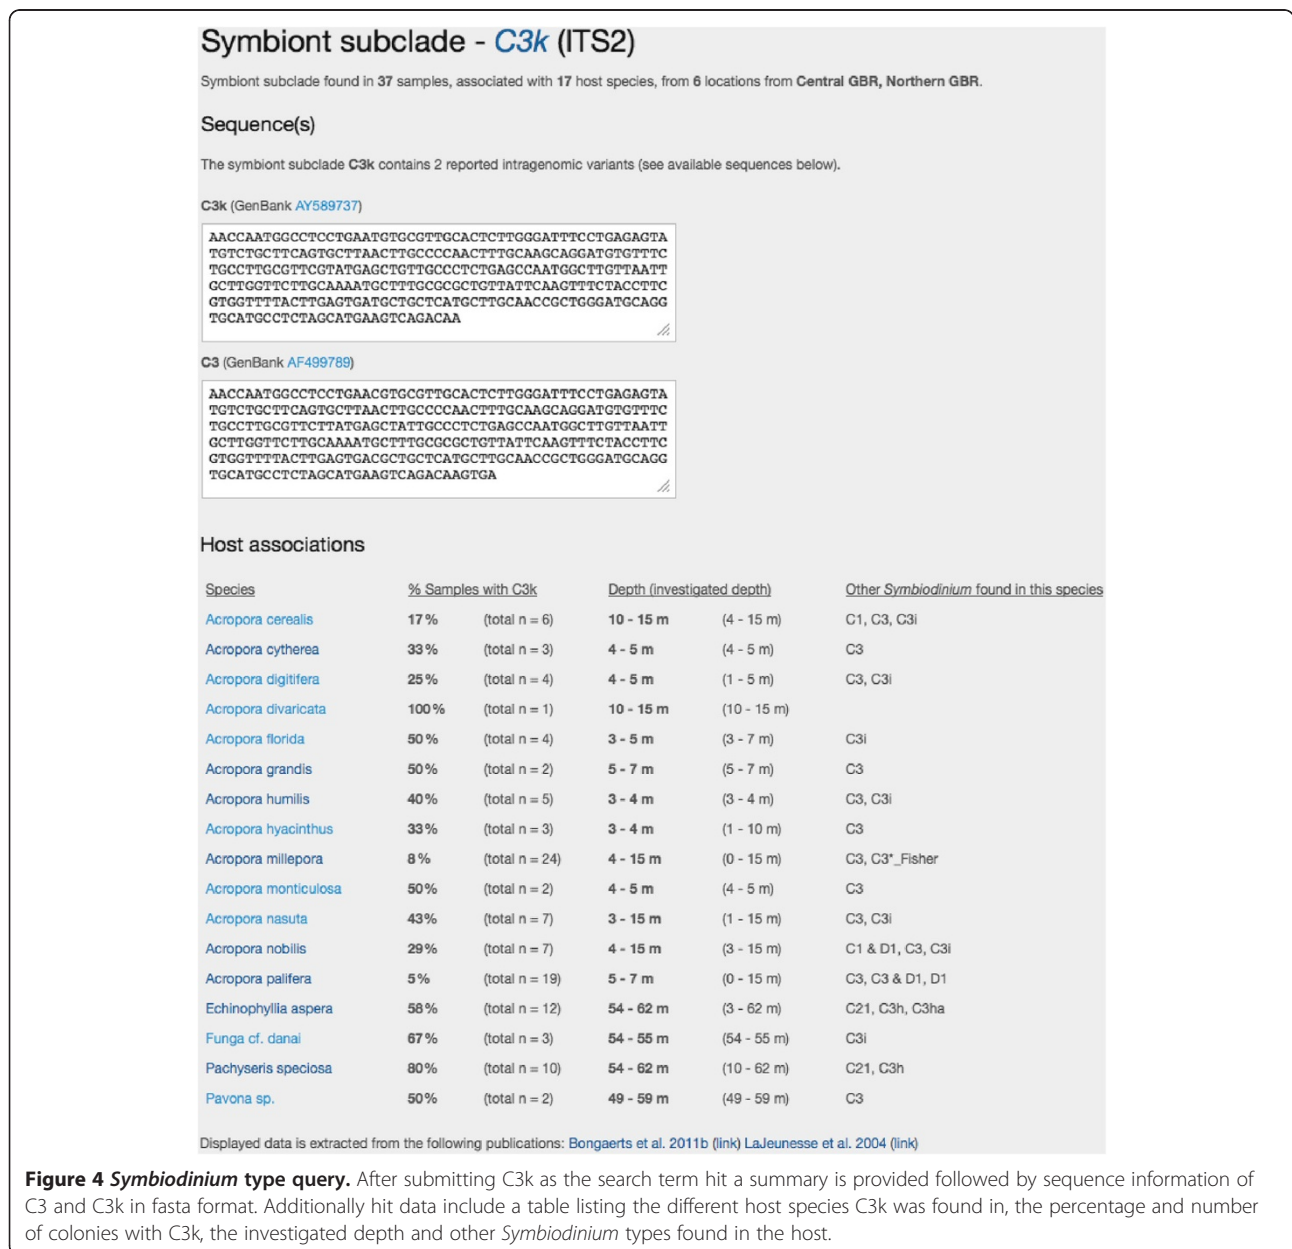 Symbiont subclade - C3k (ITS2)
Symbiont subclade found in 37 samples, associated with 17 host species, from 6 locations from Central GBR, Northern GBR.
Sequence(s)
The symbiont subclade C3k contains 2 reported intragenomic variants (see available sequences below).
C3k (GenBank AY589737)
AACCAATGGCCTCCTGAATGTGCGTTGCACTCTTGGGATTTCCTGAGAGTA
TGTCTGCTTCAGTGCTTAACTTGCCCCAACTTTGCAAGCAGGATGTGTTTC
TGCCTTGCGTTCGTATGAGCTGTTGCCCTCTGAGCCAATGGCTTGTTAATT
GCTTGGTTCTTGCAAAATGCTTTGCGCGCTGTTATTCAAGTTTCTACCTTC
GTGGTTTTACTTGAGTGATGCTGCTCATGCTTGCAACCGCTGGGATGCAGG
TGCATGCCTCTAGCATGAAGTCAGACAA
C3 (GenBank AF499789)
AACCAATGGCCTCCTGAACGTGCGTTGCACTCTTGGGATTTCCTGAGAGTA
TGTCTGCTTCAGTGCTTAACTTGCCCCAACTTTGCAAGCAGGATGTGTTTC
TGCCTTGCGTTCTTATGAGCTATTGCCCTCTGAGCCAATGGCTTGTTAATT
GCTTGGTTCTTGCAAAATGCTTTGCGCGCTGTTATTCAAGTTTCTACCTTC
GTGGTTTTACTTGAGTGACGCTGCTCATGCTTGCAACCGCTGGGATGCAGG
TGCATGCCTCTAGCATGAAGTCAGACAAGTGA
Host associations
Species % Samples with C3k Depth (investigated depth) Other Symbiodinium found in this species
Acropora cerealis 17% (total n = 6) 10 - 15 m (4 - 15 m) C1, C3, C3i
Acropora cytherea 33% (total n = 3) 4 - 5 m (4 - 5 m) C3
Acropora digitifera 25% (total n = 4) 4 - 5 m (1 - 5 m) C3, C3i
Acropora divaricata 100% (total n = 1) 10 - 15 m (10 - 15 m)
Acropora florida 50% (total n = 4) 3 - 5 m (3 - 7 m) C3i
Acropora grandis 50% (total n = 2) 5 - 7 m (5 - 7 m) C3
Acropora humilis 40% (total n = 5) 3 - 4 m (3 - 4 m) C3, C3i
Acropora hyacinthus 33% (total n = 3) 3 - 4 m (1 - 10 m) C3
Acropora millepora 8% (total n = 24) 4 - 15 m (0 - 15 m) C3, C3*_Fisher
Acropora monticulosa 50% (total n = 2) 4 - 5 m (4 - 5 m) C3
Acropora nasuta 43% (total n = 7) 3 - 15 m (1 - 15 m) C3, C3i
Acropora nobilis 29% (total n = 7) 4 - 15 m (3 - 15 m) C1 & D1, C3, C3i
Acropora palifera 5% (total n = 19) 5 - 7 m (0 - 15 m) C3, C3 & D1, D1
Echinophyllia aspera 58% (total n = 12) 54 - 62 m (3 - 62 m) C21, C3h, C3ha
Funga cf. danai 67% (total n = 3) 54 - 55 m (54 - 55 m) C3i
Pachyseris speciosa 80% (total n = 10) 54 - 62 m (10 - 62 m) C21, C3h
Pavona sp. 50% (total n = 2) 49 - 59 m (49 - 59 m) C3
Displayed data is extracted from the following publications: Bongaerts et al. 2011b (link) LaJeunesse et al. 2004 (link)
Figure 4 Symbiodinium type query. After submitting C3k as the search term hit a summary is provided followed by sequence information of
C3 and C3k in fasta format. Additionally hit data include a table listing the different host species C3k was found in, the percentage and number
of colonies with C3k, the investigated depth and other Symbiodinium types found in the host.